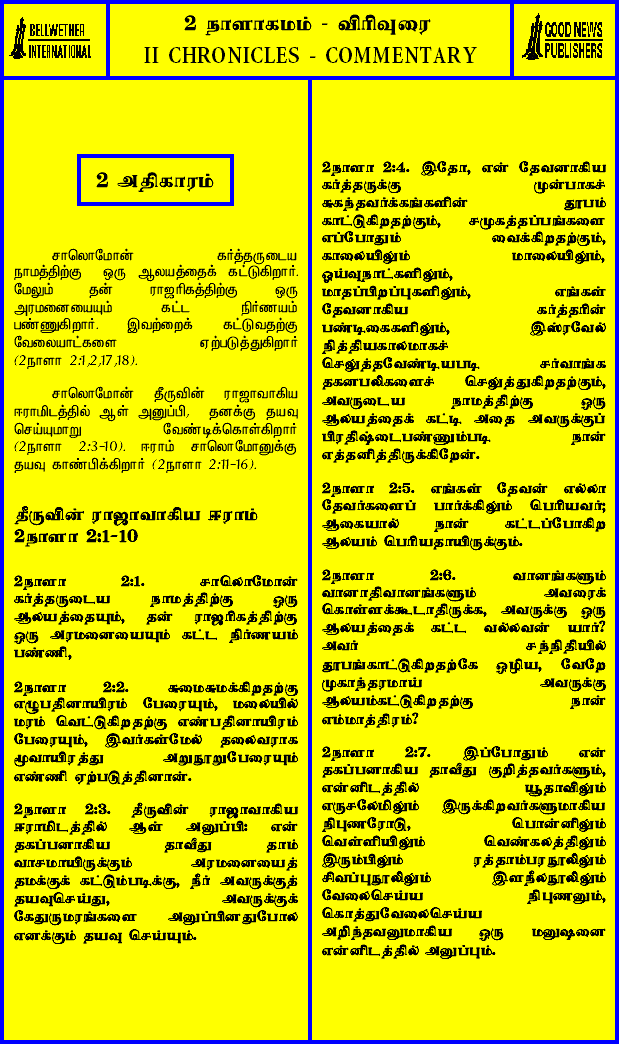 BELLWETHER
INTERNATIONAL
2 நாளாகமம் - விரிவுரை
II CHRONICLES - COMMENTARY
GOOD NEWS
PUBLISHERS
2 அதிகாரம்
சாலொமோன் கர்த்தருடைய
நாமத்திற்கு ஒரு ஆலயத்தைக் கட்டுகிறார்.
மேலும் தன் ராஜரிகத்திற்கு ஒரு
அரமனையையும் கட்ட நிர்ணயம்
பண்ணுகிறார். இவற்றைக் கட்டுவதற்கு
வேலையாட்களை ஏற்படுத்துகிறார்
(2நாளா 2:1,2,17,18).
சாலொமோன் தீருவின் ராஜாவாகிய
ஈராமிடத்தில் ஆள் அனுப்பி, தனக்கு தயவு
செய்யுமாறு வேண்டிக்கொள்கிறார்
(2நாளா 2:3-10). ஈராம் சாலொமோனுக்கு
தயவு காண்பிக்கிறார் (2நாளா 2:11-16).
தீருவின் ராஜாவாகிய ஈராம்
2நாளா 2:1-10
2நாளா 2:1. சாலொமோன்
கர்த்தருடைய நாமத்திற்கு ஒரு
ஆலயத்தையும், தன் ராஜரிகத்திற்கு
ஒரு அரமனையையும் கட்ட நிர்ணயம்
பண்ணி,
2நாளா 2:2. சுமைசுமக்கிறதற்கு
எழுபதினாயிரம் பேரையும், மலையில்
மரம் வெட்டுகிறதற்கு எண்பதினாயிரம்
பேரையும், இவர்கள்மேல் தலைவராக
மூவாயிரத்து அறுநூறுபேரையும்
எண்ணி ஏற்படுத்தினான்.
2நாளா 2:3. தீருவின் ராஜாவாகிய
ஈராமிடத்தில் ஆள் அனுப்பி: என்
தகப்பனாகிய தாவீது தாம்
வாசமாயிருக்கும் அரமனையைத்
தமக்குக் கட்டும்படிக்கு, நீர் அவருக்குத்
தயவுசெய்து, அவருக்குக்
கேதுருமரங்களை அனுப்பினதுபோல
எனக்கும் தயவு செய்யும்.
2நாளா 2:4. இதோ, என் தேவனாகிய
கர்த்தருக்கு முன்பாகச்
சுகந்தவர்க்கங்களின் தூபம்
காட்டுகிறதற்கும், சமுகத்தப்பங்களை
எப்போதும் வைக்கிறதற்கும்,
காலையிலும் மாலையிலும்,
ஓய்வுநாட்களிலும்,
மாதப்பிறப்புகளிலும், எங்கள்
தேவனாகிய கர்த்தரின்
பண்டிகைகளிலும், இஸ்ரவேல்
நித்தியகாலமாகச்
செலுத்தவேண்டியபடி சர்வாங்க
தகனபலிகளைச் செலுத்துகிறதற்கும்,
அவருடைய நாமத்திற்கு ஒரு
ஆலயத்தைக் கட்டி அதை அவருக்குப்
பிரதிஷ்டைபண்ணும்படி நான்
எத்தனித்திருக்கிறேன்.
2நாளா 2:5. எங்கள் தேவன் எல்லா
தேவர்களைப் பார்க்கிலும் பெரியவர்;
ஆகையால் நான் கட்டப்போகிற
ஆலயம் பெரியதாயிருக்கும்.
2நாளா 2:6. வானங்களும்
வானாதிவானங்களும் அவரைக்
கொள்ளக்கூடாதிருக்க, அவருக்கு ஒரு
ஆலயத்தைக் கட்ட வல்லவன் யார்?
அவர் சந்நிதியில்
தூபங்காட்டுகிறதற்கே ஒழிய, வேறே
முகாந்தரமாய் அவருக்கு
ஆலயம்கட்டுகிறதற்கு நான்
எம்மாத்திரம்?
2நாளா 2:7. இப்போதும் என்
தகப்பனாகிய தாவீது குறித்தவர்களும்,
என்னிடத்தில் யூதாவிலும்
எருசலேமிலும் இருக்கிறவர்களுமாகிய
நிபுணரோடு, பொன்னிலும்
வெள்ளியிலும் வெண்கலத்திலும்
இரும்பிலும் ரத்தாம்பரநூலிலும்
சிவப்புநூலிலும் இளநீலநூலிலும்
வேலைசெய்ய நிபுணனும்,
கொத்துவேலைசெய்ய
அறிந்தவனுமாகிய ஒரு மனுஷனை
என்னிடத்தில் அனுப்பும்.